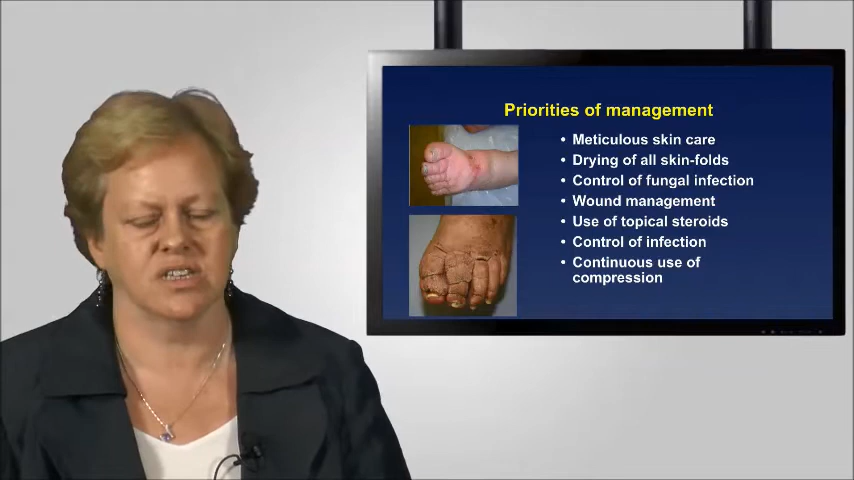 Priorities of management
• Meticulous skin care
• Drying of all skin-folds
• Control of fungal infection
• Wound management
• Use of topical steroids
• Control of infection
• Continuous use of
compression